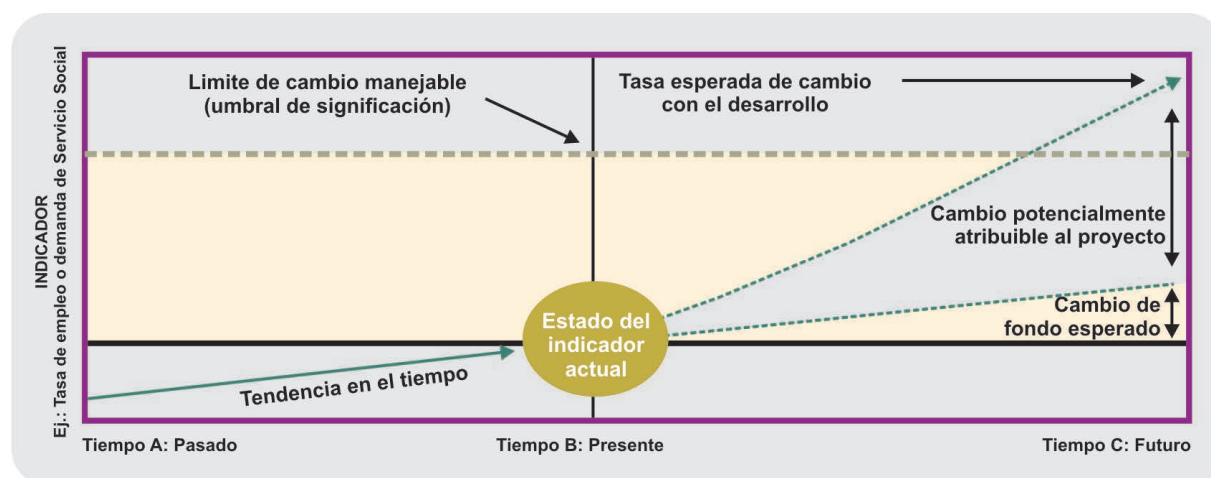 INDICADOR
Ej.: Tasa de empleo o demanda de Servicio Social
Limite de cambio manejable
(umbral de significación)
Tasa esperada de cambio
con el desarrollo
Cambio potencialmente
atribuible al proyecto
Cambio de
fondo esperado
Estado del
indicador
actual
Tendencia en el tiempo
Tiempo A: Pasado
Tiempo B: Presente
Tiempo C: Futuro